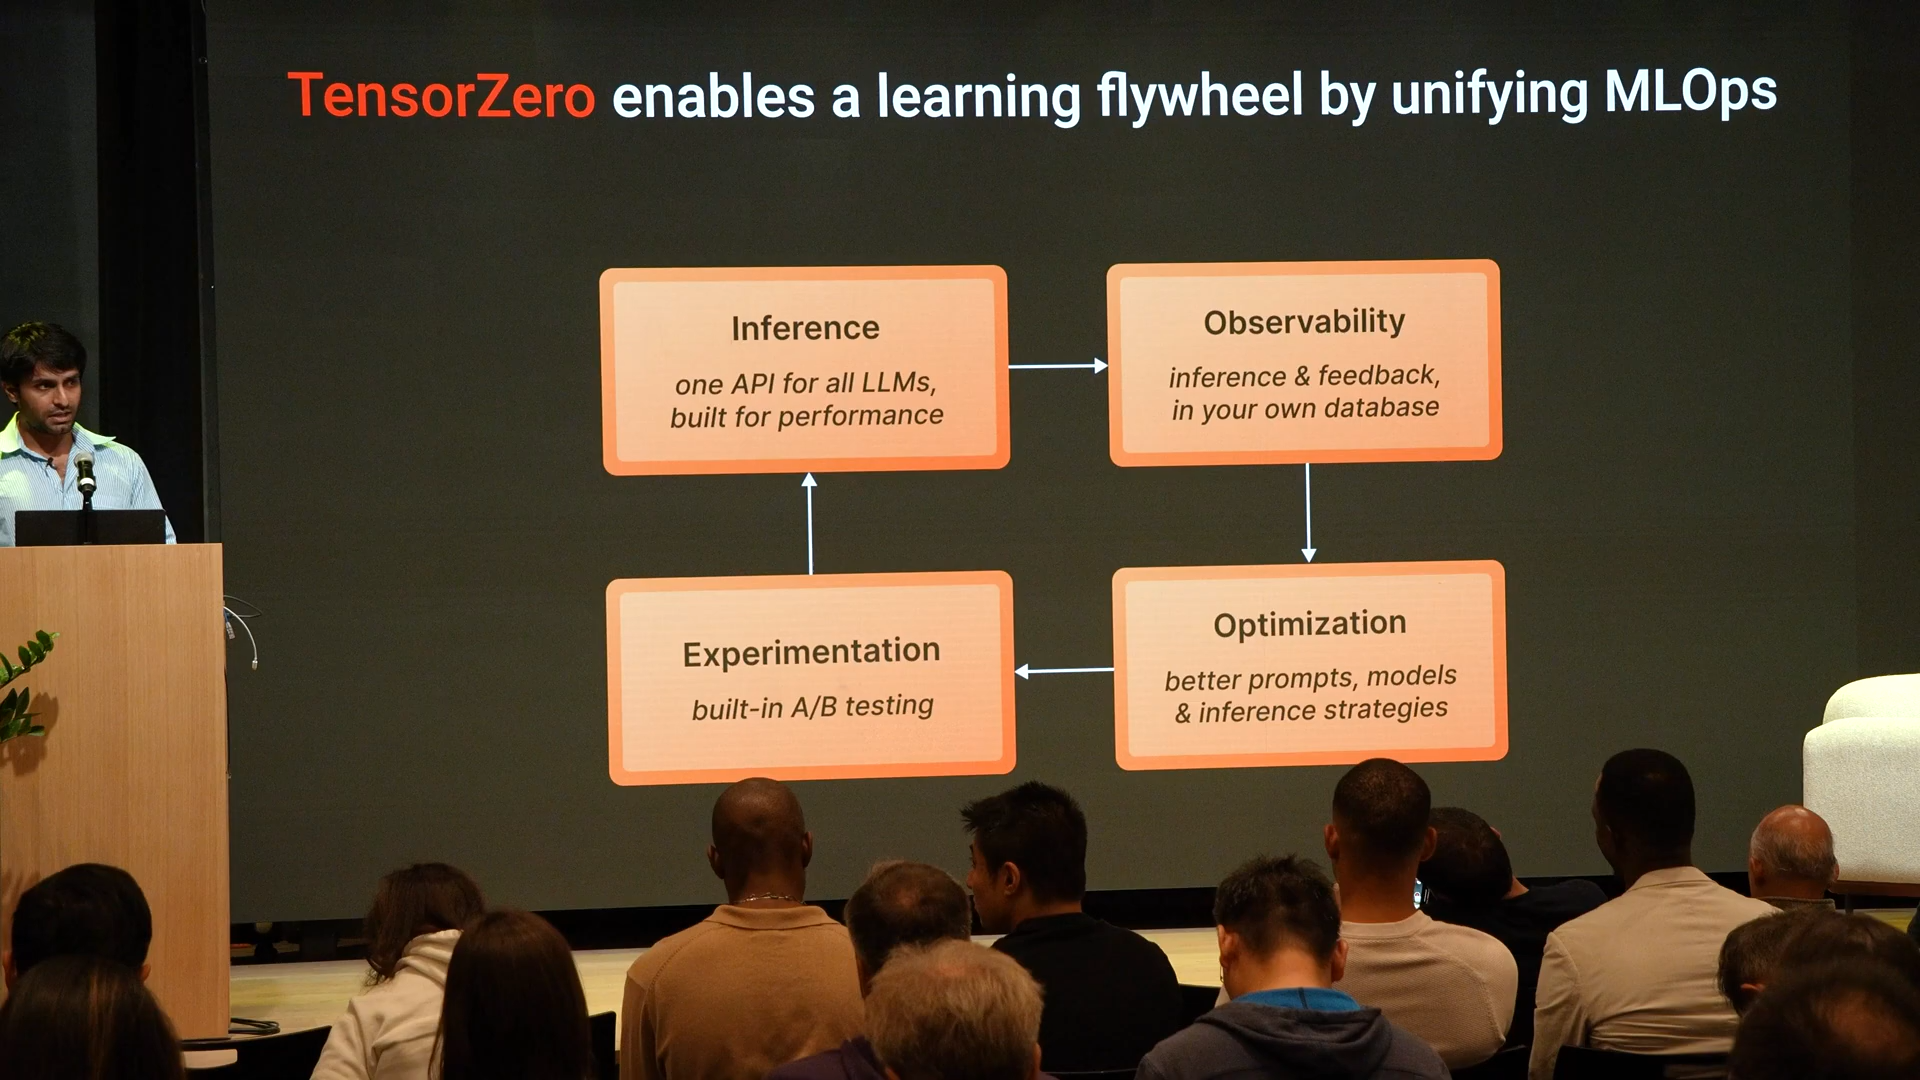 TensorZero enables a learning flywheel by unifying MLOps
Inference
one API for all LLMs,
built for performance
Observability
inference & feedback,
in your own database
Experimentation
built-in A/B testing
Optimization
better prompts, models
& inference strategies